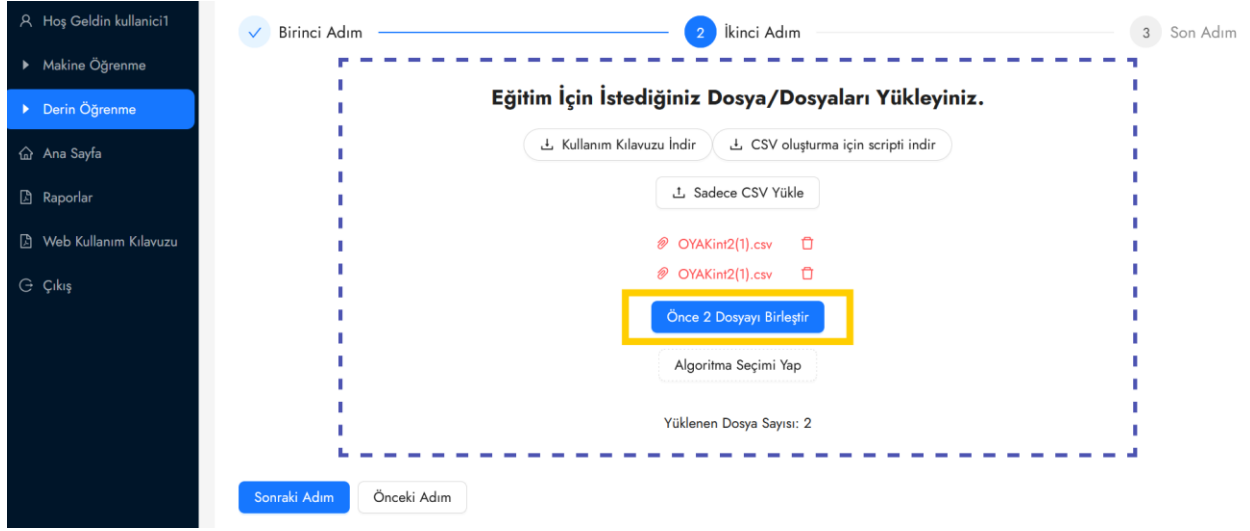 Hoş Geldin kullanici1
Makine Öğrenme
Derin Öğrenme
Ana Sayfa
Raporlar
Web Kullanım Kılavuzu
Çıkış
Birinci Adım
2 İkinci Adım
3 Son Adım
Eğitim İçin İstediğiniz Dosya/Dosyaları Yükleyiniz.
Kullanım Kılavuzu İndir
CSV oluşturma için scripti indir
Sadece CSV Yükle
OYAKint2(1).csv
OYAKint2(1).csv
Önce 2 Dosyayı Birleştir
Algoritma Seçimi Yap
Yüklenen Dosya Sayısı: 2
Sonraki Adım
Önceki Adım